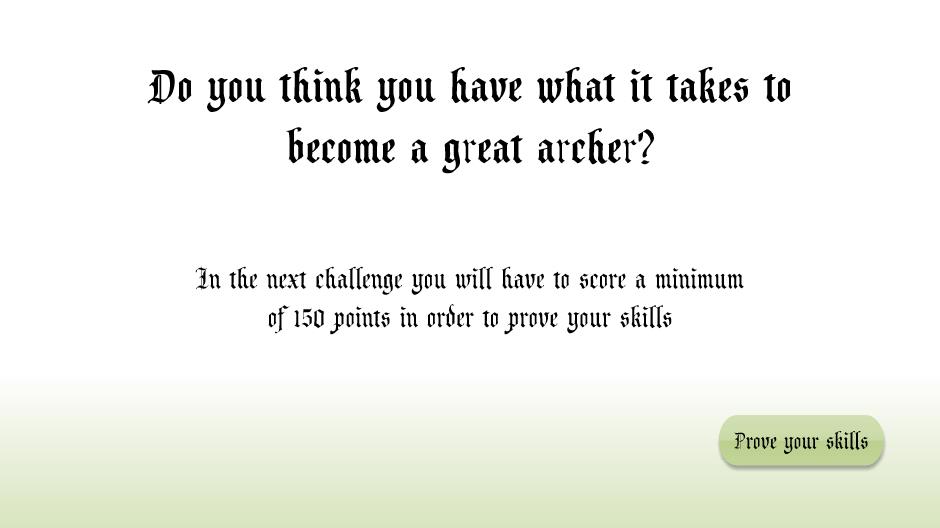 Do you think you have what it takes to
become a great archer?
In the next challenge you will have to score a minimum
of 150 points in order to prove your skills
Prove your skills